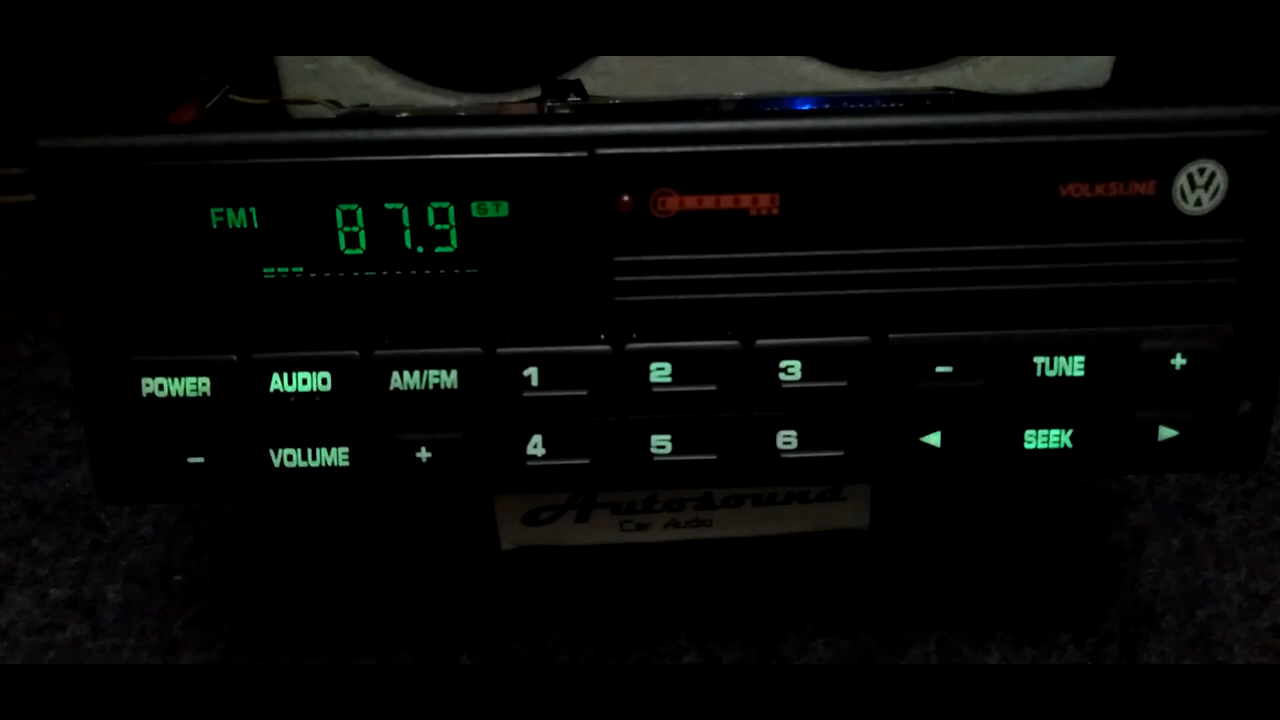 FM1 87.9 ST
VOLKSLINE
VW
POWER AUDIO AM/FM 1 2 3 - TUNE +
- VOLUME + 4 5 6 ◀ SEEK ▶
Autosound
Car Audio